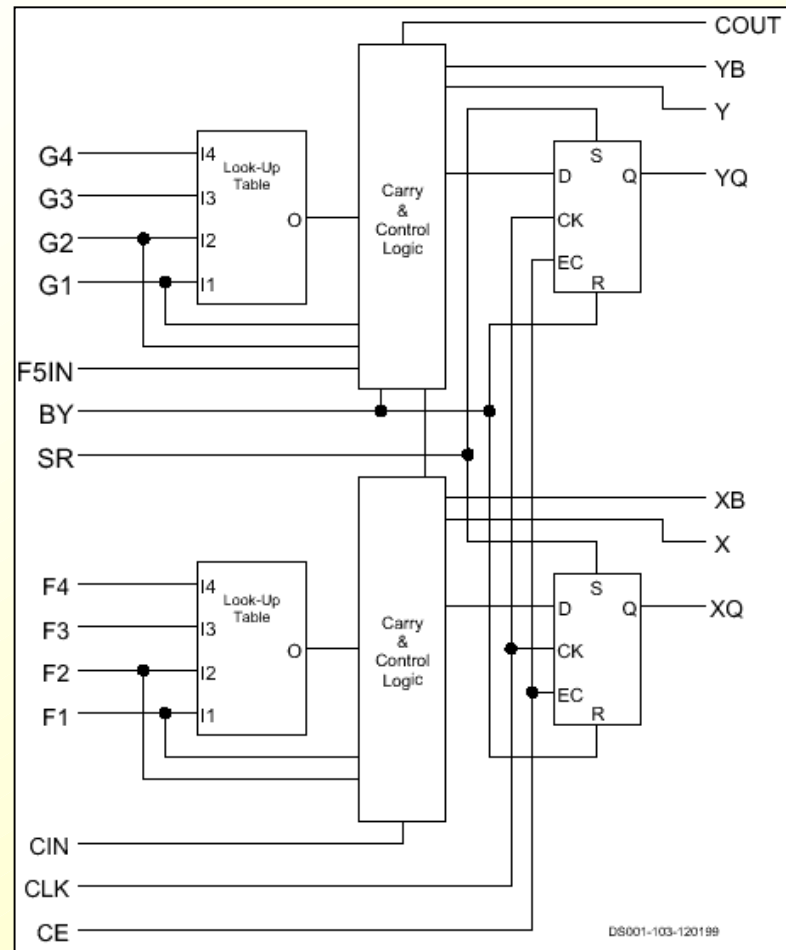 COUT
YB
Y
S
G4
I4
Look-Up
Table
D
Q
YQ
G3
I3
Carry
&
Control
Logic
G2
I2
O
CK
G1
I1
EC
R
F5IN
BY
SR
XB
X
S
F4
I4
Look-Up
Table
D
Q
XQ
F3
I3
Carry
&
Control
Logic
F2
I2
O
CK
F1
I1
EC
R
CIN
CLK
CE
DS001-103-120199